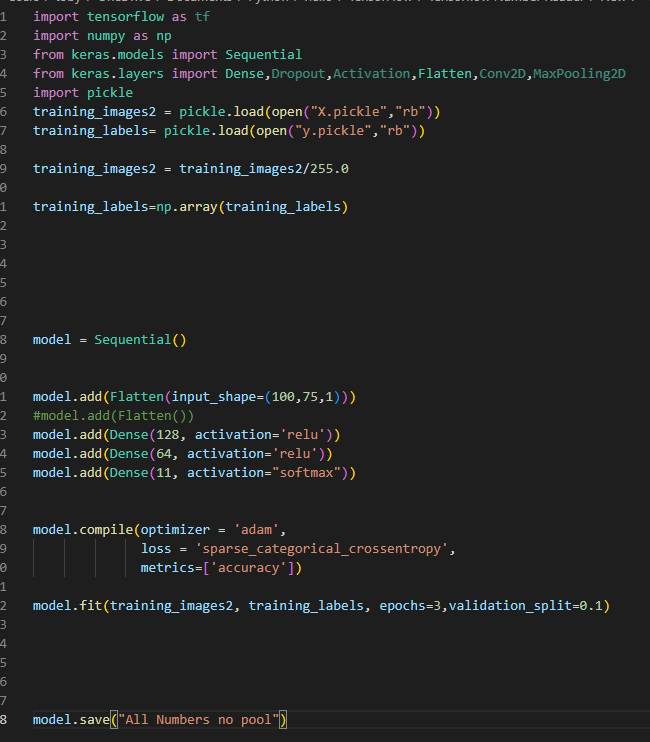 1 import tensorflow as tf
2 import numpy as np
3 from keras.models import Sequential
4 from keras.layers import Dense,Dropout,Activation,Flatten,Conv2D,MaxPooling2D
5 import pickle
6 training_images2 = pickle.load(open("X.pickle","rb"))
7 training_labels= pickle.load(open("y.pickle","rb"))
8
9 training_images2 = training_images2/255.0
0
1 training_labels=np.array(training_labels)
2
3
4
5
6
7
8 model = Sequential()
9
0
1 model.add(Flatten(input_shape=(100,75,1)))
2 #model.add(Flatten())
3 model.add(Dense(128, activation='relu'))
4 model.add(Dense(64, activation='relu'))
5 model.add(Dense(11, activation="softmax"))
6
7
8 model.compile(optimizer = 'adam',
9 loss = 'sparse_categorical_crossentropy',
0 metrics=['accuracy'])
1
2 model.fit(training_images2, training_labels, epochs=3,validation_split=0.1)
3
4
5
6
7
8 model.save("All Numbers no pool")